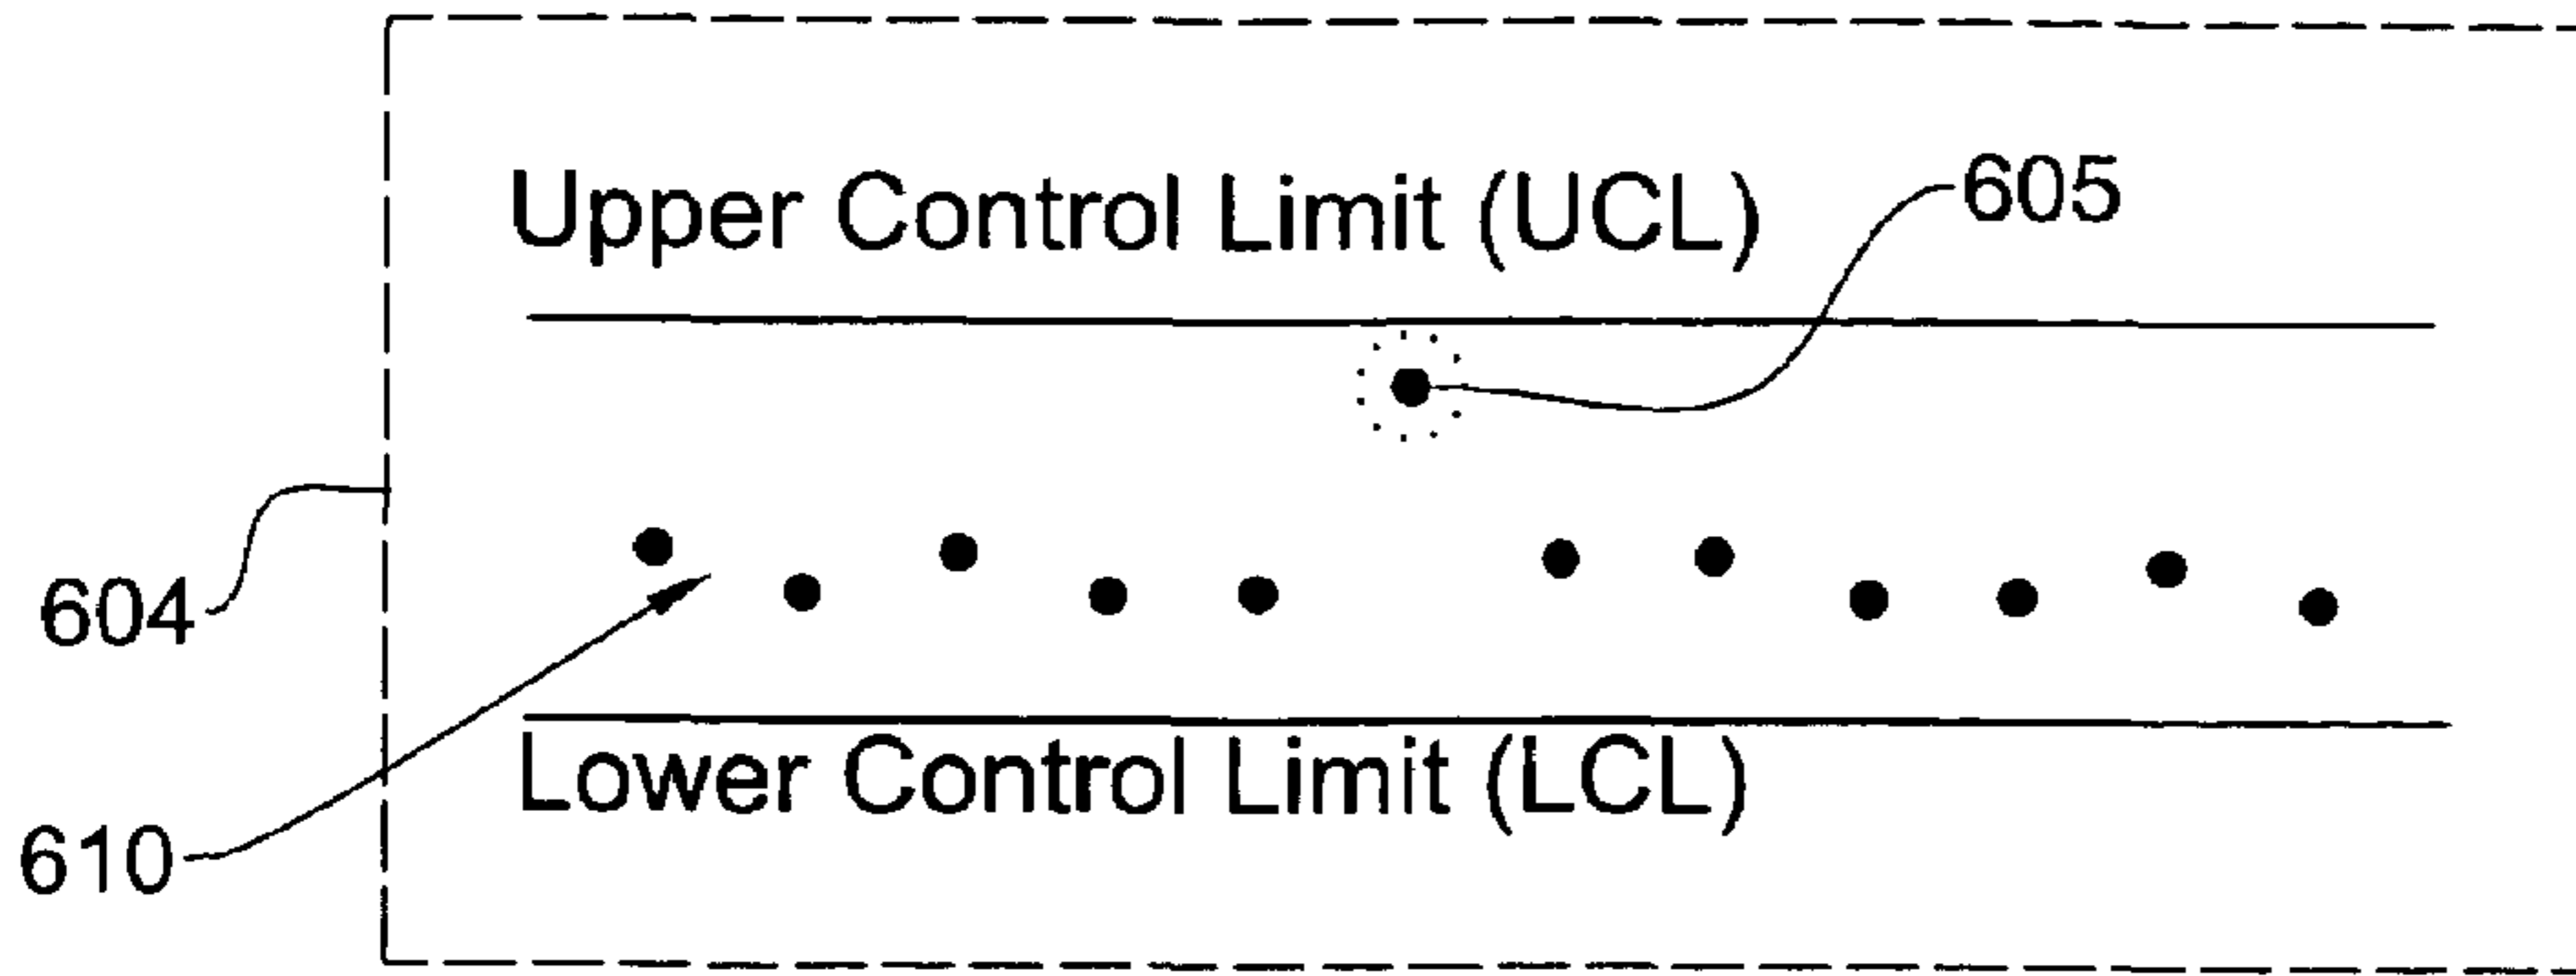 Upper Control Limit (UCL)
605
604
Lower Control Limit (LCL)
610